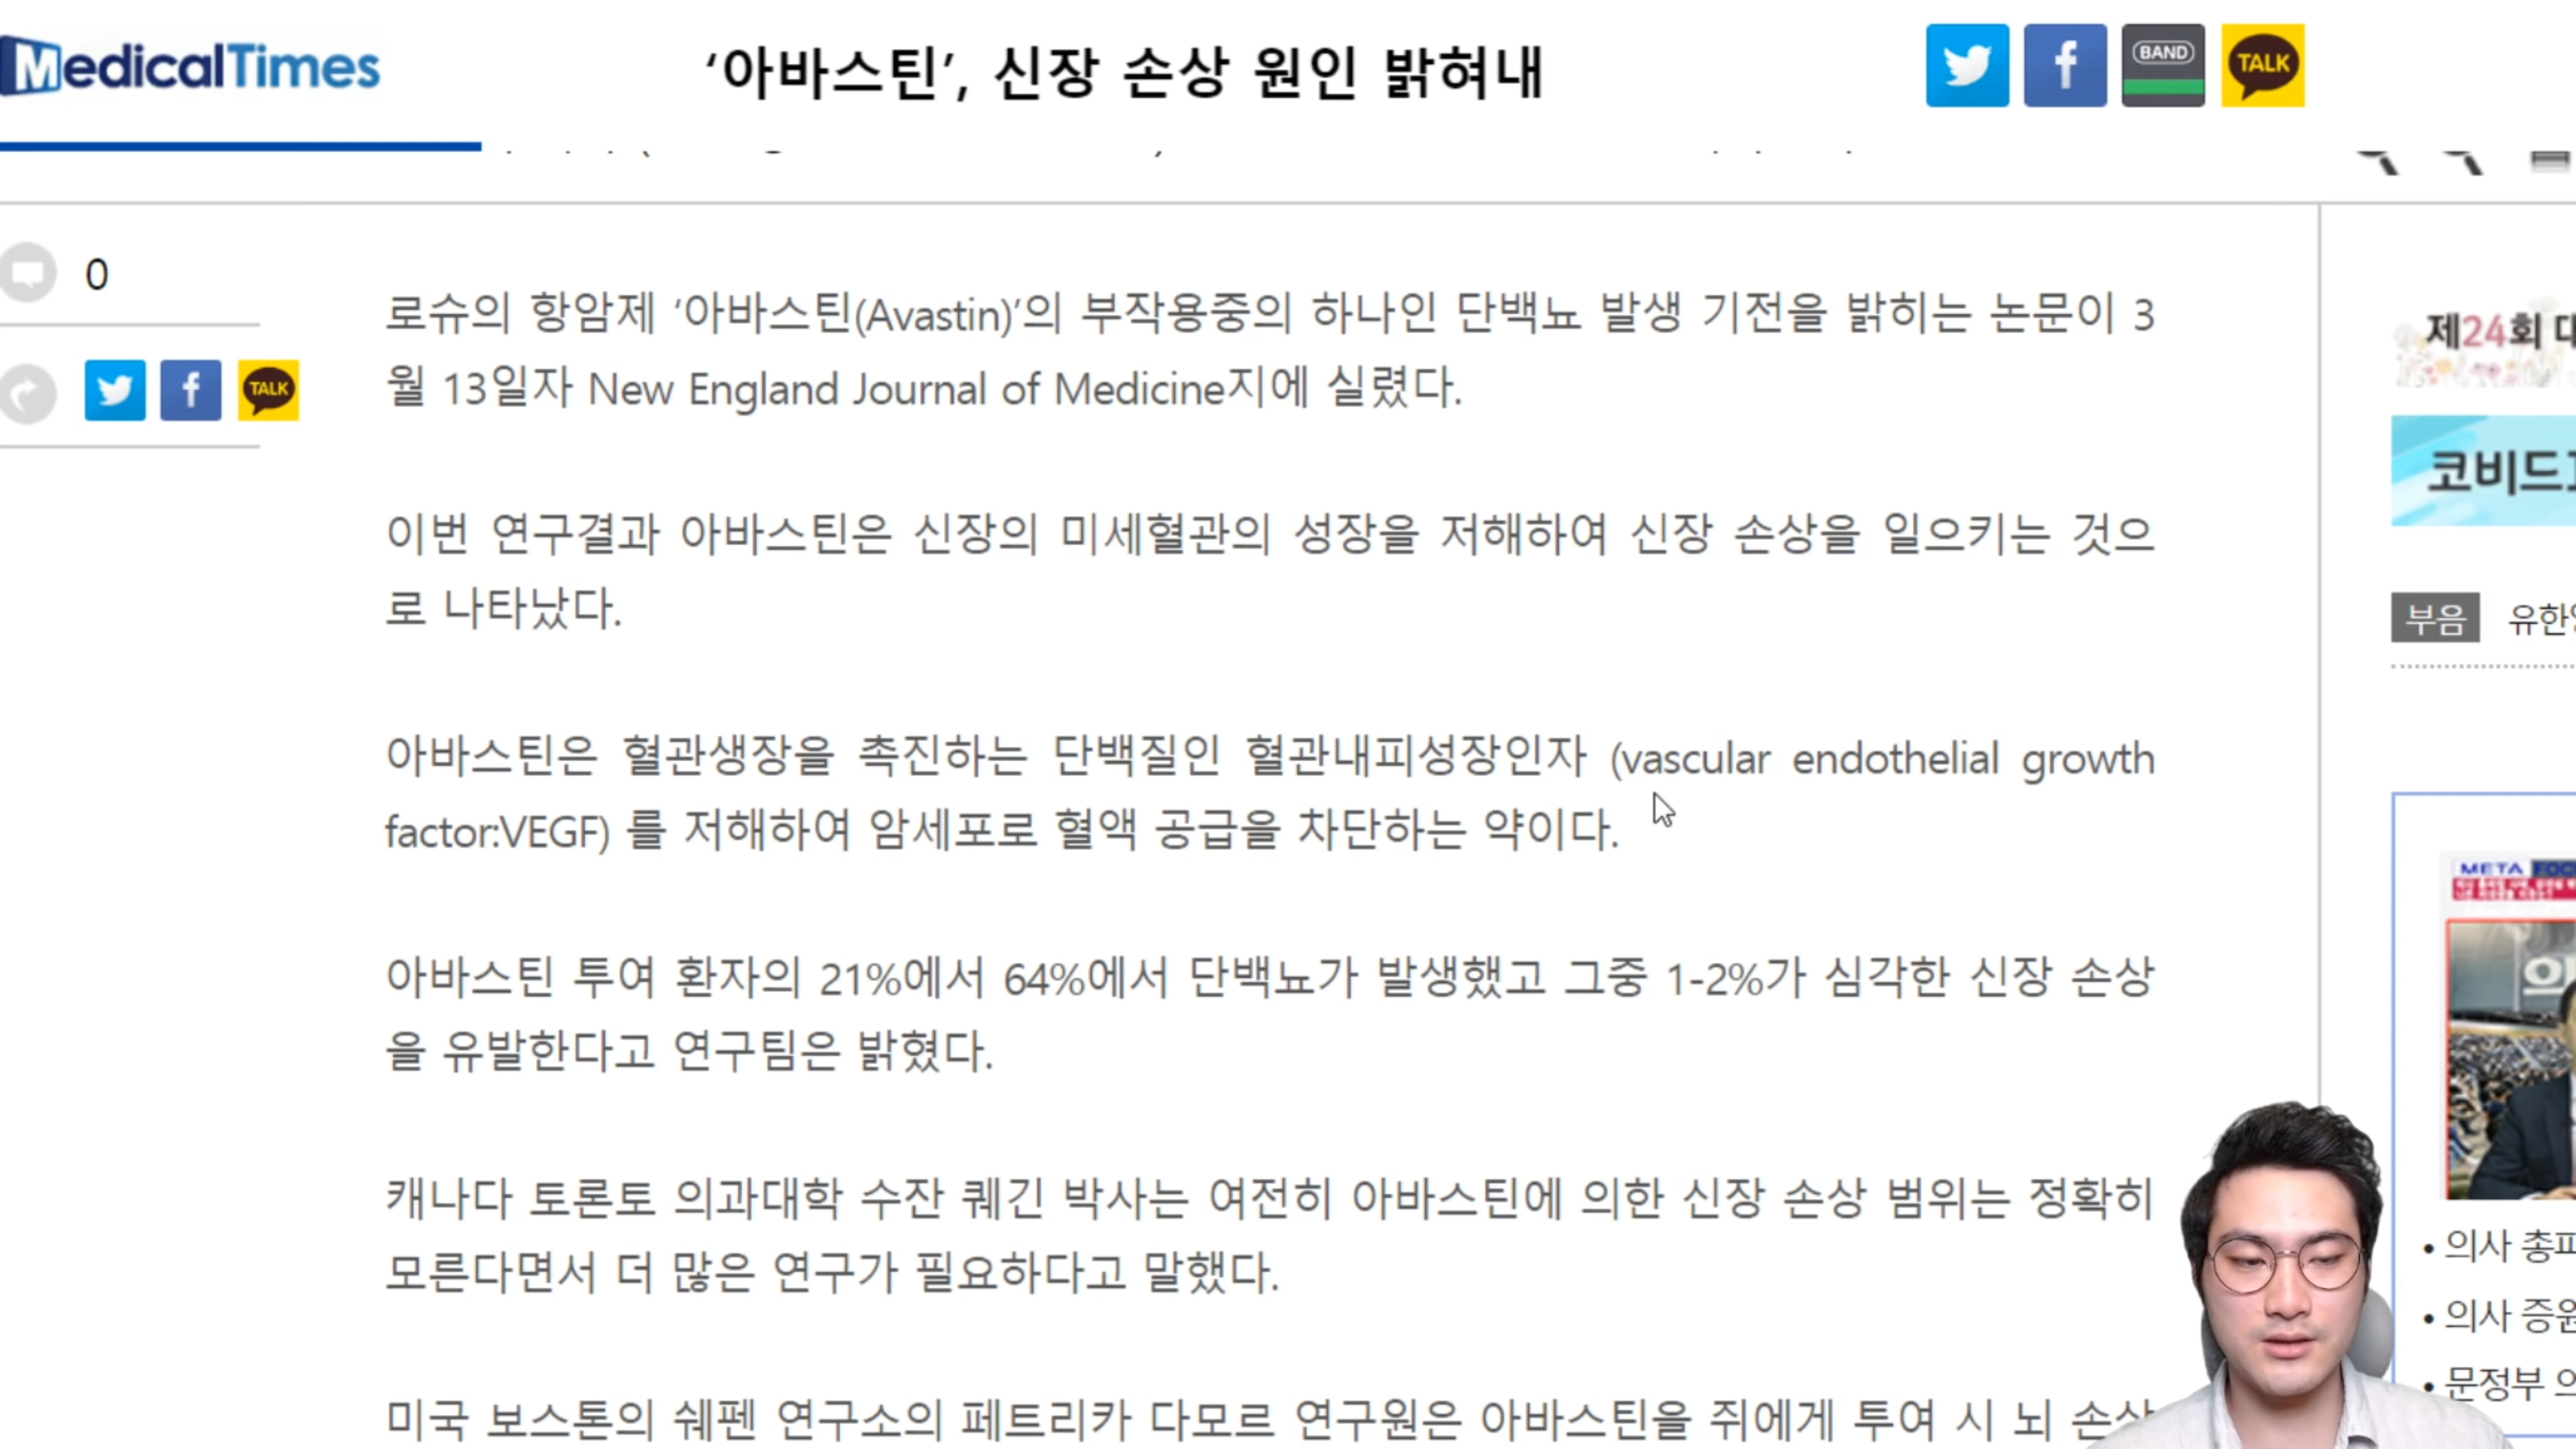 MedicalTimes
‘아바스틴’, 신장 손상 원인 밝혀내
BAND
TALK
0
TALK
로슈의 항암제 ‘아바스틴(Avastin)’의 부작용중의 하나인 단백뇨 발생 기전을 밝히는 논문이 3
월 13일자 New England Journal of Medicine지에 실렸다.
이번 연구결과 아바스틴은 신장의 미세혈관의 성장을 저해하여 신장 손상을 일으키는 것으
로 나타났다.
아바스틴은 혈관생장을 촉진하는 단백질인 혈관내피성장인자 (vascular endothelial growth
factor:VEGF) 를 저해하여 암세포로 혈액 공급을 차단하는 약이다.
아바스틴 투여 환자의 21%에서 64%에서 단백뇨가 발생했고 그중 1-2%가 심각한 신장 손상
을 유발한다고 연구팀은 밝혔다.
캐나다 토론토 의과대학 수잔 퀘긴 박사는 여전히 아바스틴에 의한 신장 손상 범위는 정확히
모른다면서 더 많은 연구가 필요하다고 말했다.
미국 보스톤의 쉐펜 연구소의 페트리카 다모르 연구원은 아바스틴을 쥐에게 투여 시 뇌 손상
제24회
코비드
부음 유한
META
• 의사
• 의사
• 문정부